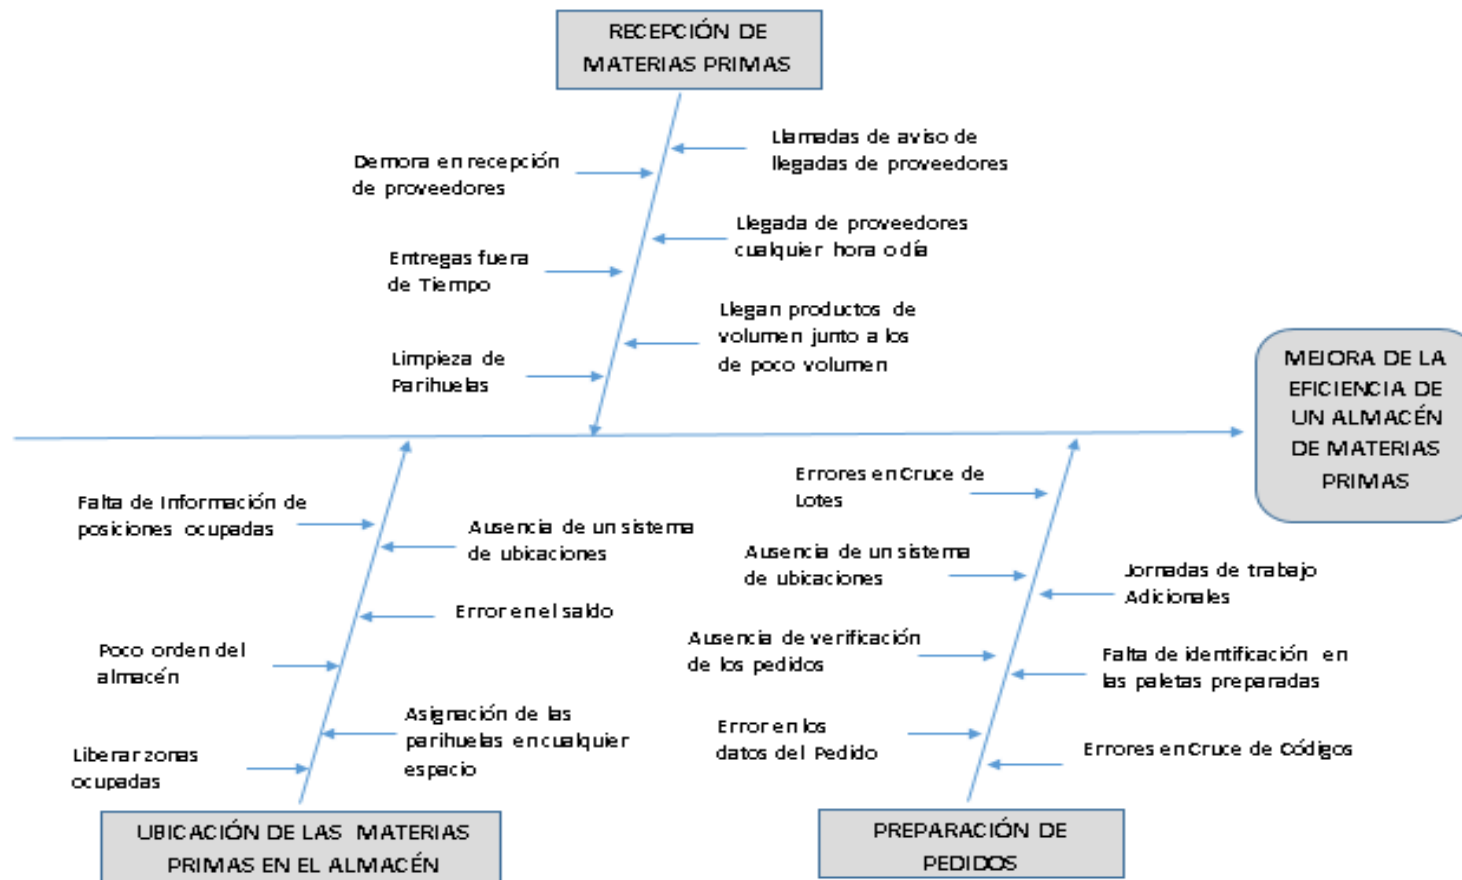 RECEPCIÓN DE
MATERIAS PRIMAS
Demora en recepción
de proveedores
Llamadas de aviso de
llegadas de proveedores
Entregas fuera
de Tiempo
Llegada de proveedores
cualquier hora o día
Limpieza de
Parihuelas
Llegan productos de
volumen junto a los
de poco volumen
MEJORA DE LA
EFICIENCIA DE
UN ALMACÉN
DE MATERIAS
PRIMAS
Falta de Información de
posiciones ocupadas
Ausencia de un sistema
de ubicaciones
Error en el saldo
Poco orden del
almacén
Asignación de las
parihuelas en cualquier
espacio
Liberar zonas
ocupadas
UBICACIÓN DE LAS MATERIAS
PRIMAS EN EL ALMACÉN
Errores en Cruce de
Lotes
Ausencia de un sistema
de ubicaciones
Jornadas de trabajo
Adicionales
Ausencia de verificación
de los pedidos
Falta de identificación en
las paletas preparadas
Error en los
datos del Pedido
Errores en Cruce de Códigos
PREPARACIÓN DE
PEDIDOS